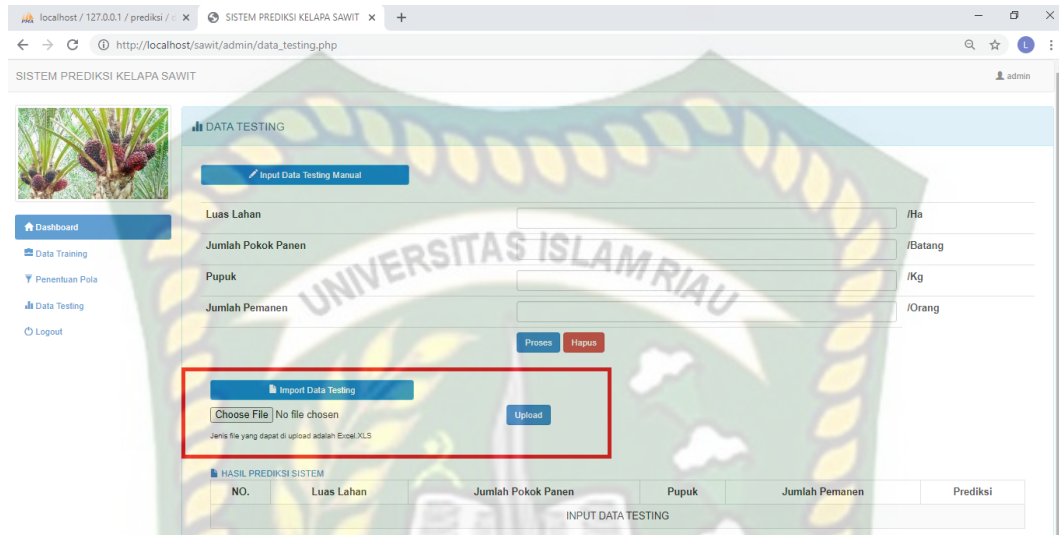 localhost / 127.0.0.1 / prediksi /
SISTEM PREDIKSI KELAPA SAWIT
http://localhost/sawit/admin/data_testing.php
L
SISTEM PREDIKSI KELAPA SAWIT
admin
DATA TESTING
Input Data Testing Manual
Dashboard
Data Training
Penentuan Pola
Data Testing
Logout
Luas Lahan /Ha
Jumlah Pokok Panen /Batang
Pupuk /Kg
Jumlah Pemanen /Orang
Proses Hapus
Import Data Testing
Choose File No file chosen
Upload
Jenis file yang dapat di upload adalah Excel.XLS
HASIL PREDIKSI SISTEM
NO. Luas Lahan Jumlah Pokok Panen Pupuk Jumlah Pemanen Prediksi
INPUT DATA TESTING
UNIVERSITAS ISLAM RIAU